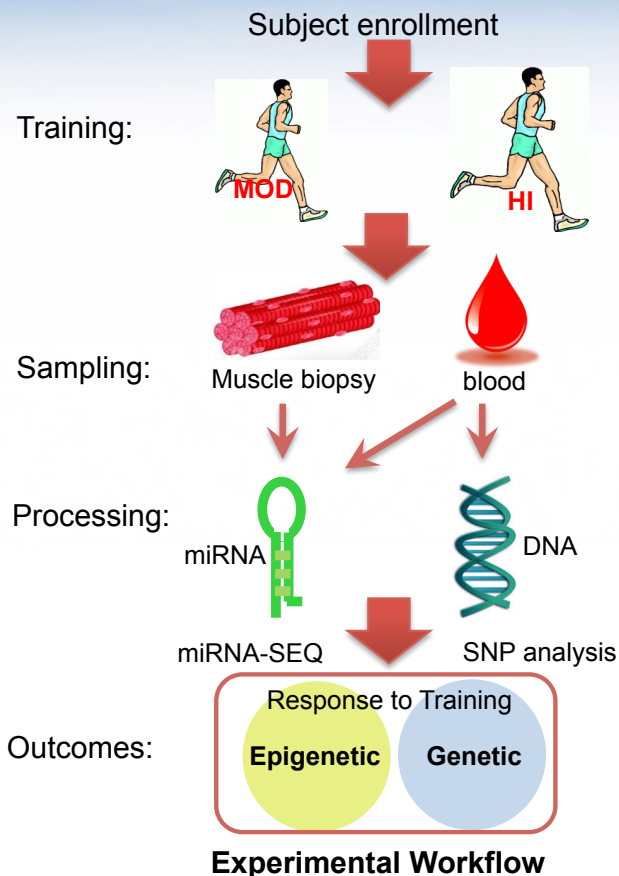 Subject enrollment
Training:
MOD
HI
Sampling:
Muscle biopsy
blood
Processing:
miRNA
DNA
miRNA-SEQ
SNP analysis
Response to Training
Outcomes:
Epigenetic
Genetic
Experimental Workflow